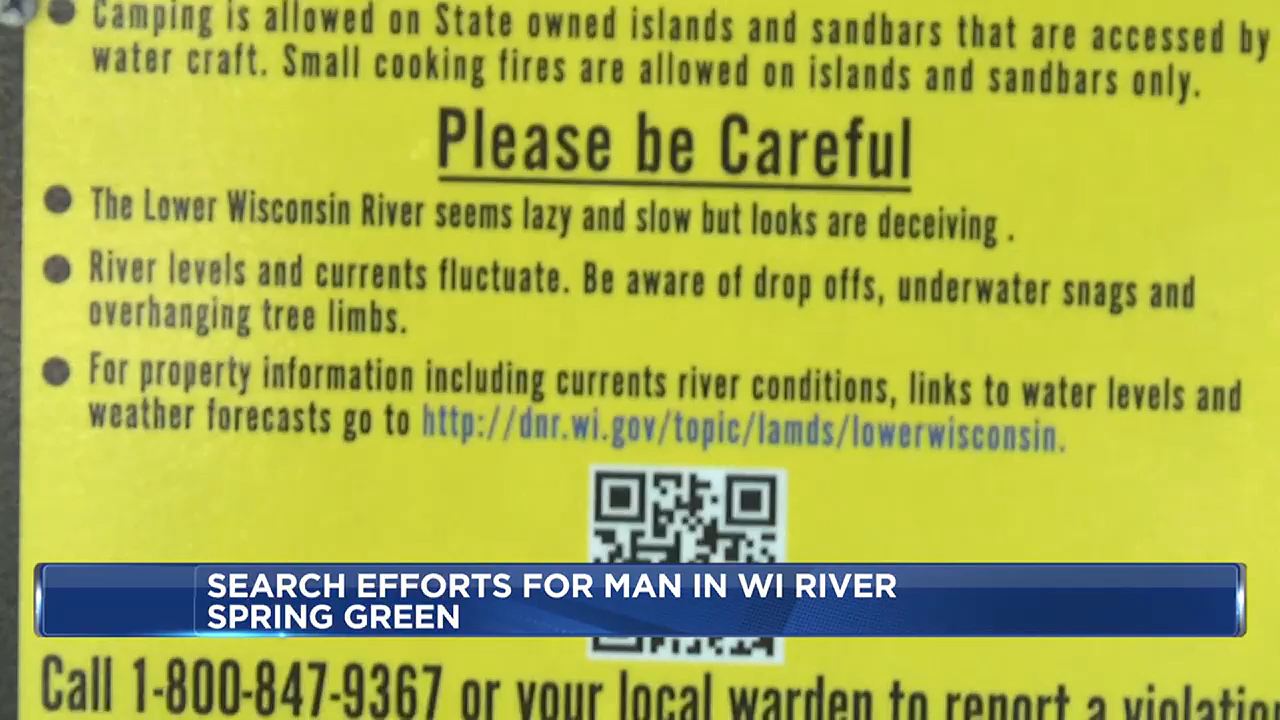 Camping is allowed on State owned islands and sandbars that are accessed by
water craft. Small cooking fires are allowed on islands and sandbars only.
Please be Careful
The Lower Wisconsin River seems lazy and slow but looks are deceiving .
River levels and currents fluctuate. Be aware of drop offs, underwater snags and
overhanging tree limbs.
For property information including currents river conditions, links to water levels and
weather forecasts go to http://dnr.wi.gov/topic/lamds/lowerwisconsin.
SEARCH EFFORTS FOR MAN IN WI RIVER
SPRING GREEN
Call 1-800-847-9367 or your local warden to report a violation